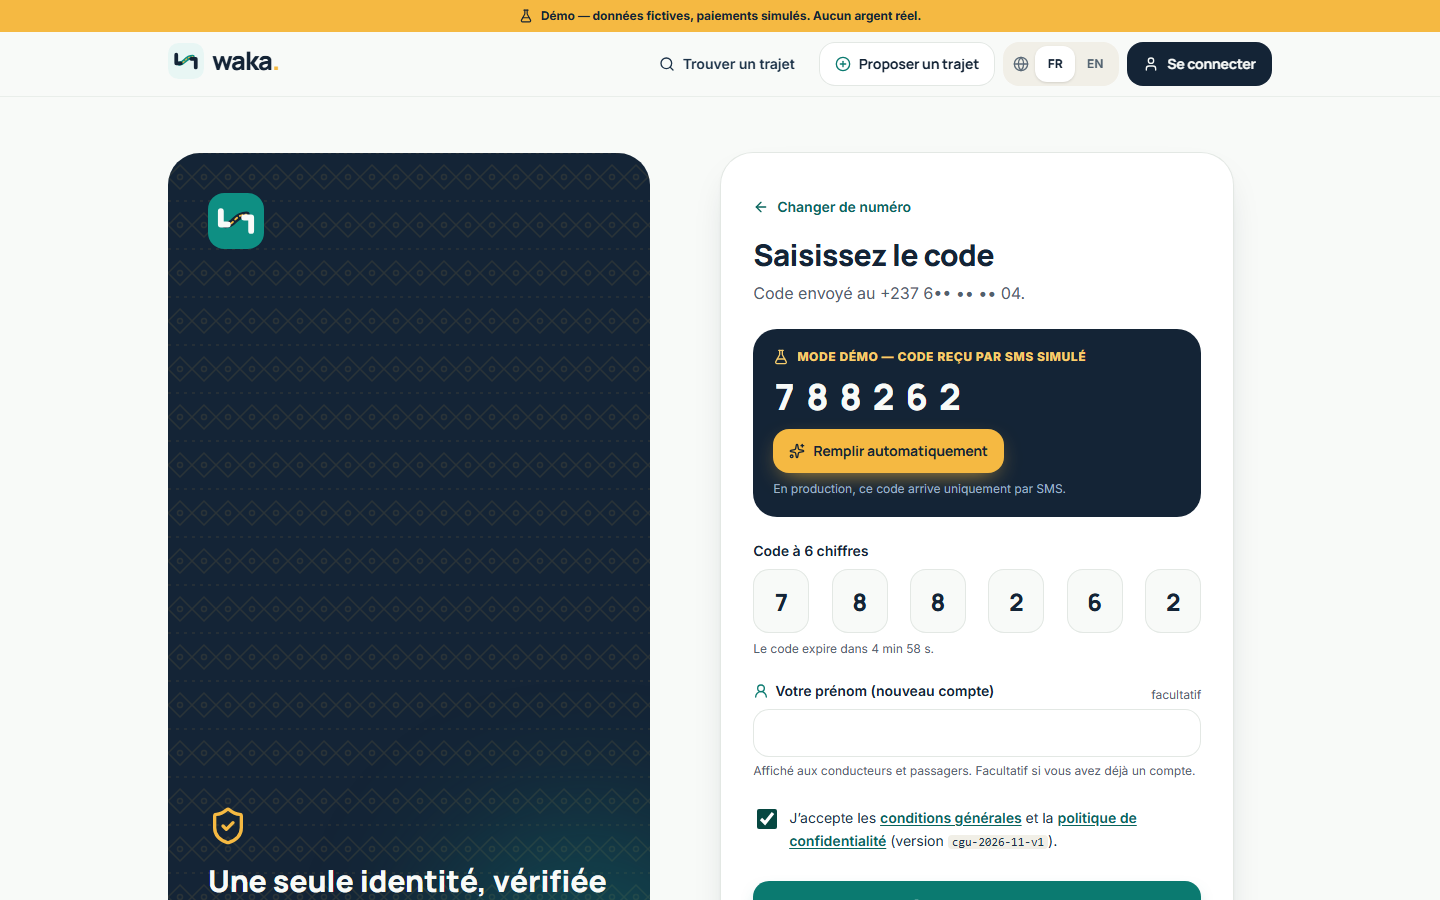 Démo — données fictives, paiements simulés. Aucun argent réel.
waka.
Trouver un trajet
Proposer un trajet
FR
EN
Se connecter
Une seule identité, vérifiée
Changer de numéro
Saisissez le code
Code envoyé au +237 6•• •• •• 04.
MODE DÉMO — CODE REÇU PAR SMS SIMULÉ
7 8 8 2 6 2
Remplir automatiquement
En production, ce code arrive uniquement par SMS.
Code à 6 chiffres
7 8 8 2 6 2
Le code expire dans 4 min 58 s.
Votre prénom (nouveau compte)
facultatif
Affiché aux conducteurs et passagers. Facultatif si vous avez déjà un compte.
J’accepte les conditions générales et la politique de
confidentialité (version cgu-2026-11-v1).